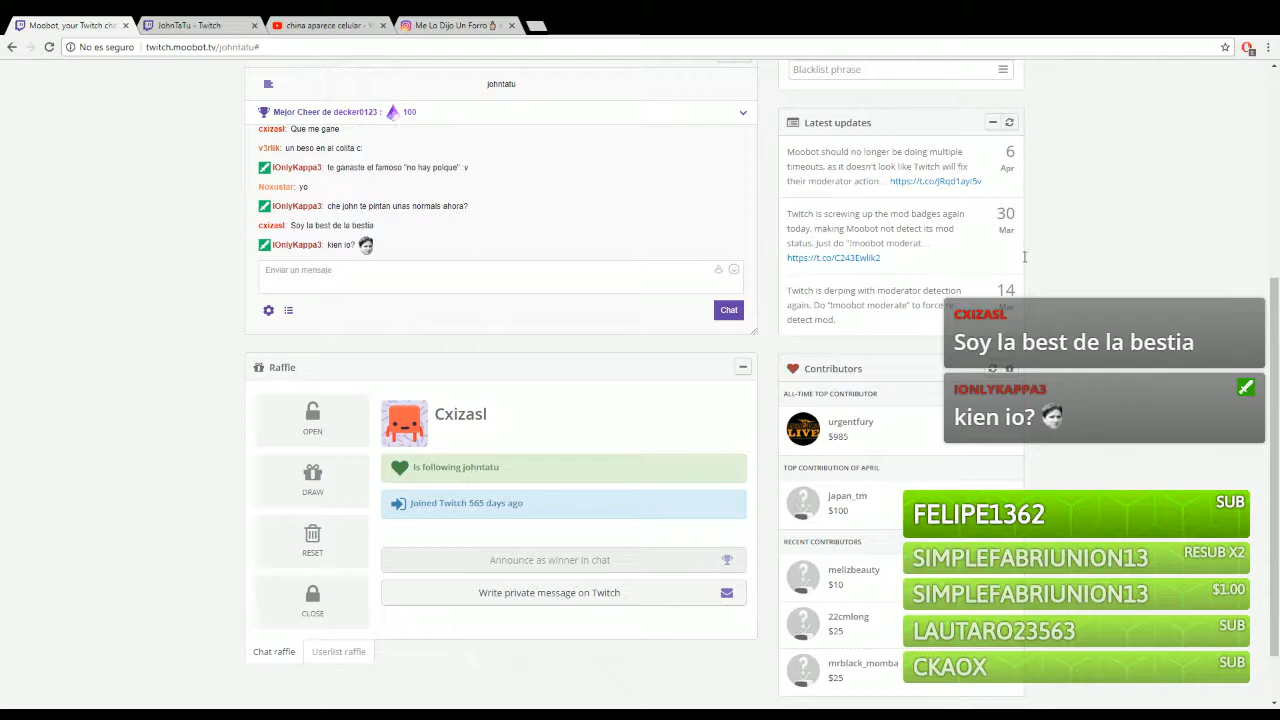 Moobot, your Twitch cha
JohnTaTu - Twitch
china aparece celular - Y
Me Lo Dijo Un Forro
No es seguro
twitch.moobot.tv/johntatu#
johntatu
Mejor Cheer de decker0123 : 100
cxizasl: Que me gane
v3rlik: un beso en al colita c:
IOnlyKappa3: te ganaste el famoso "no hay polque" :v
Noxustar: yo
IOnlyKappa3: che john te pintan unas normals ahora?
cxizasl: Soy la best de la bestia
IOnlyKappa3: kien io?
Enviar un mensaje
Chat
Raffle
OPEN
DRAW
RESET
CLOSE
Cxizasl
Is following johntatu
Joined Twitch 565 days ago
Announce as winner in chat
Write private message on Twitch
Chat raffle
Userlist raffle
Blacklist phrase
Latest updates
Moobot should no longer be doing multiple
timeouts, as it doesn't look like Twitch will fix
their moderator action... https://t.co/JRqd1ayI5v
6
Apr
Twitch is screwing up the mod badges again
today, making Moobot not detect its mod
status. Just do "!moobot moderat...
https://t.co/C243Ewlik2
30
Mar
Twitch is derping with moderator detection
again. Do "!moobot moderate" to force re
detect mod.
14
Mar
CXIZASL
Soy la best de la bestia
IONLYKAPPA3
kien io?
Contributors
ALL-TIME TOP CONTRIBUTOR
urgentfury
$985
TOP CONTRIBUTION OF APRIL
japan_tm
$100
RECENT CONTRIBUTORS
melizbeauty
$10
22cmlong
$25
mrblack_momba
$25
FELIPE1362 SUB
SIMPLEFABRIUNION13 RESUB X2
SIMPLEFABRIUNION13 $1.00
LAUTARO23563 SUB
CKAOX SUB